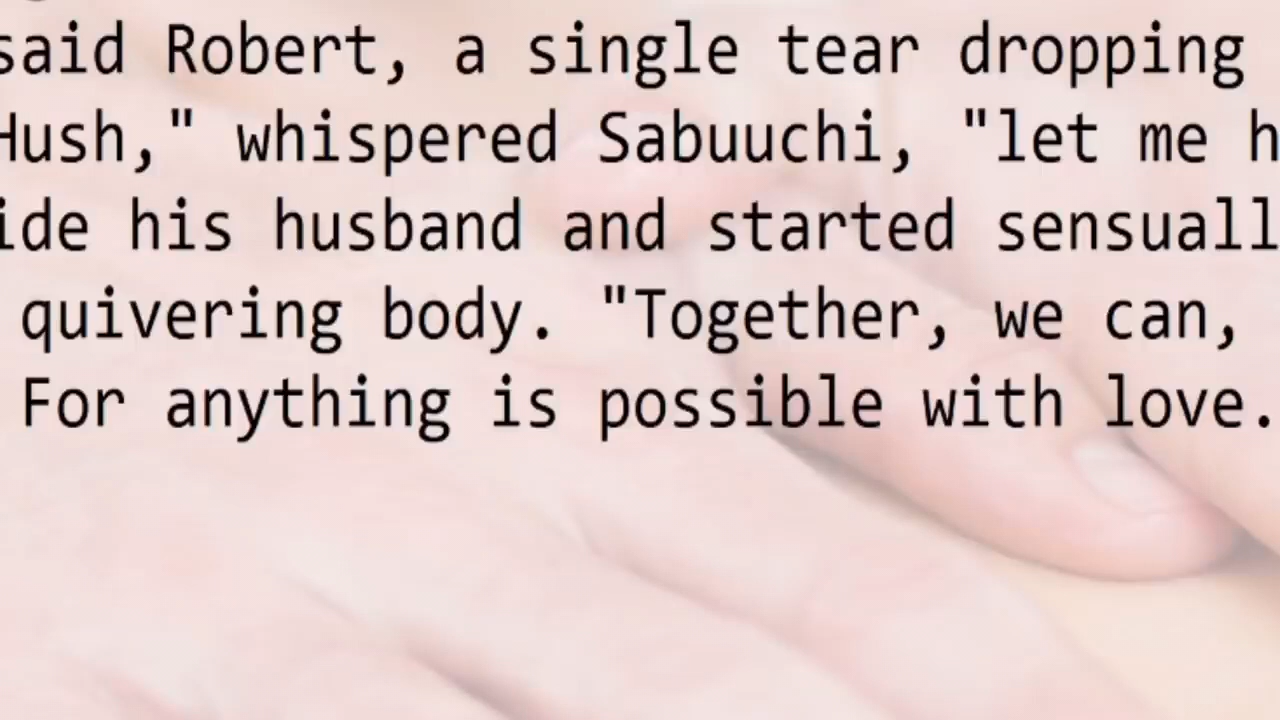 said Robert, a single tear dropping
Hush," whispered Sabuuchi, "let me h
ide his husband and started sensuall
quivering body. "Together, we can,
For anything is possible with love.